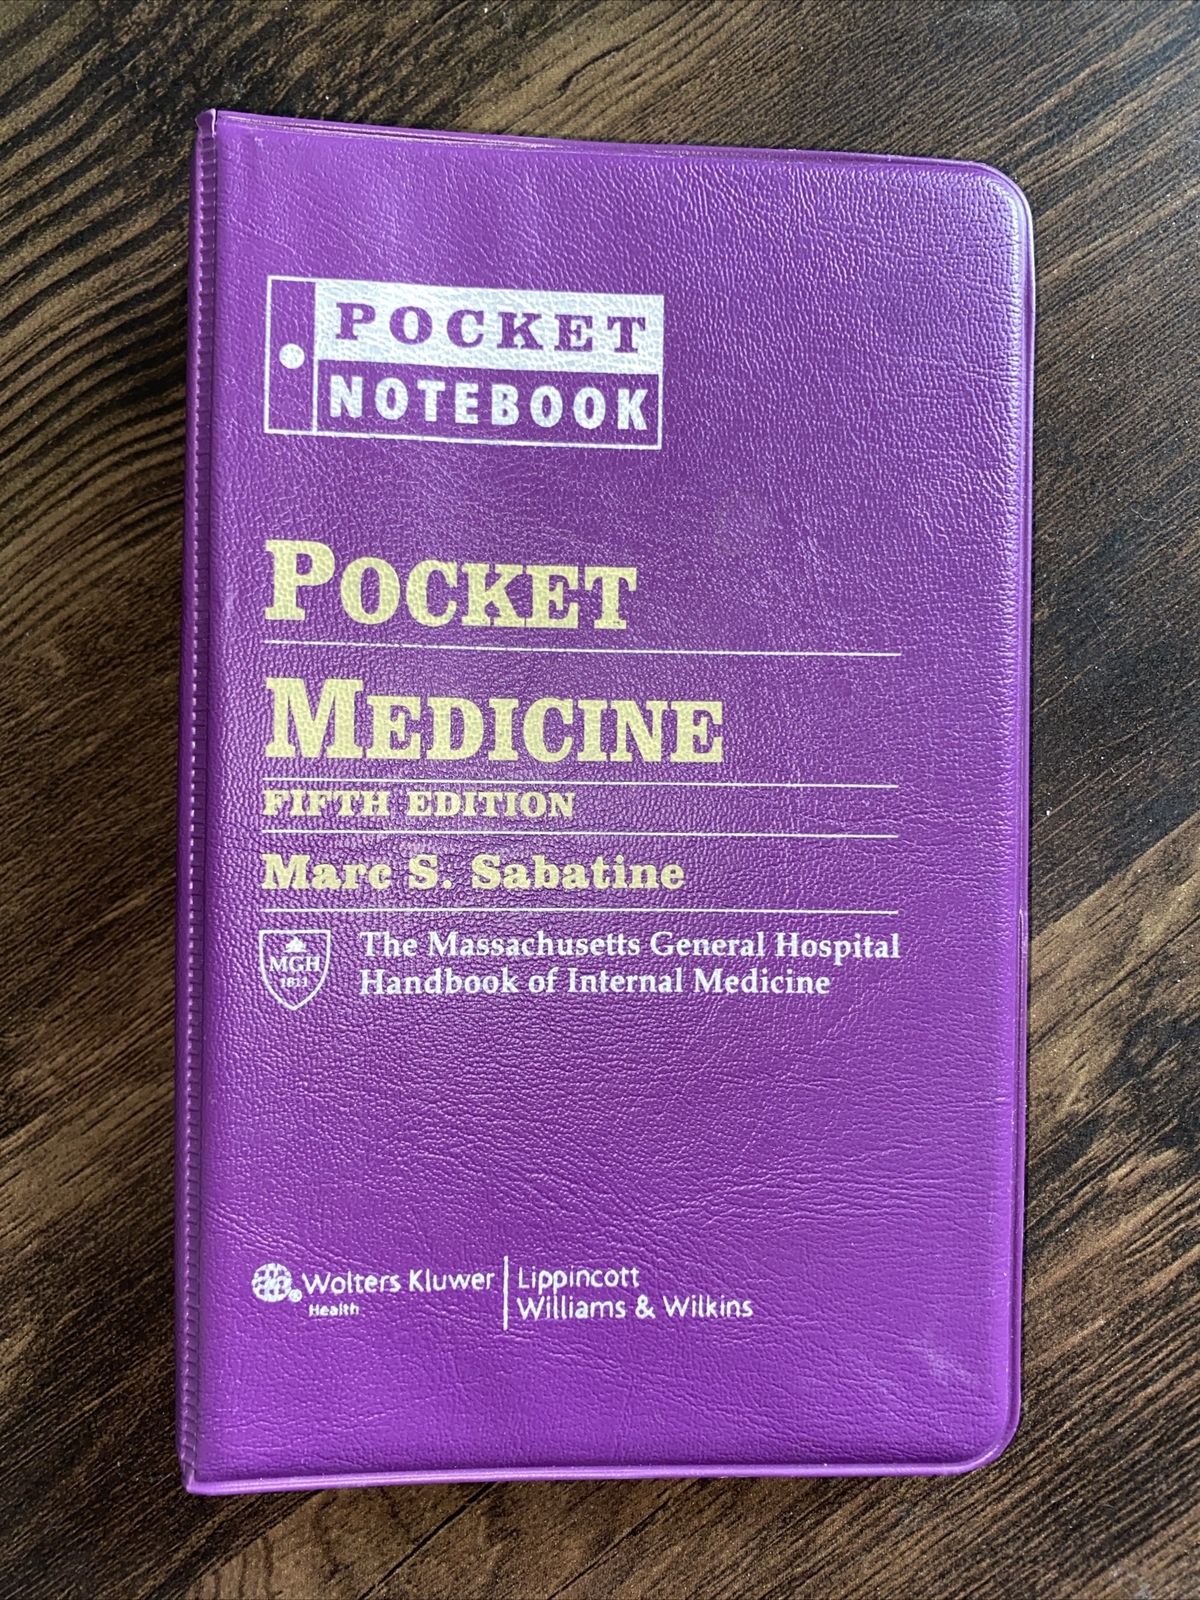 POCKET
NOTEBOOK
POCKET
MEDICINE
FIFTH EDITION
Marc S. Sabatine
MGH
1811
The Massachusetts General Hospital
Handbook of Internal Medicine
Wolters Kluwer
Health
Lippincott
Williams & Wilkins